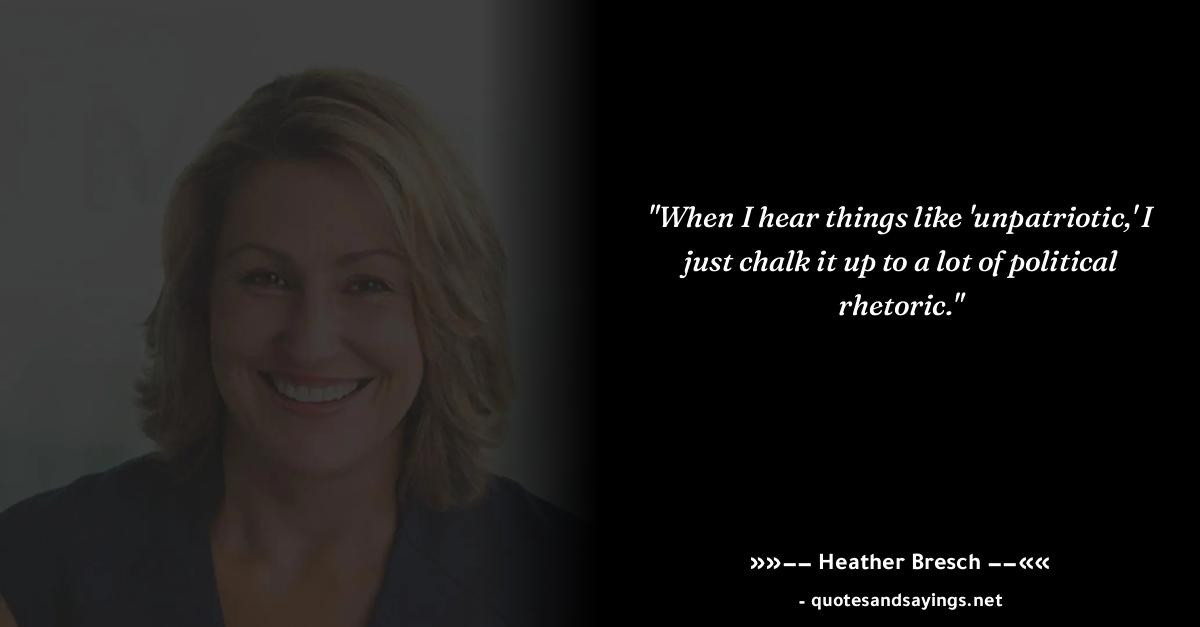 "When I hear things like 'unpatriotic,' I
just chalk it up to a lot of political
rhetoric."
»»−− Heather Bresch −−««
- quotesandsayings.net